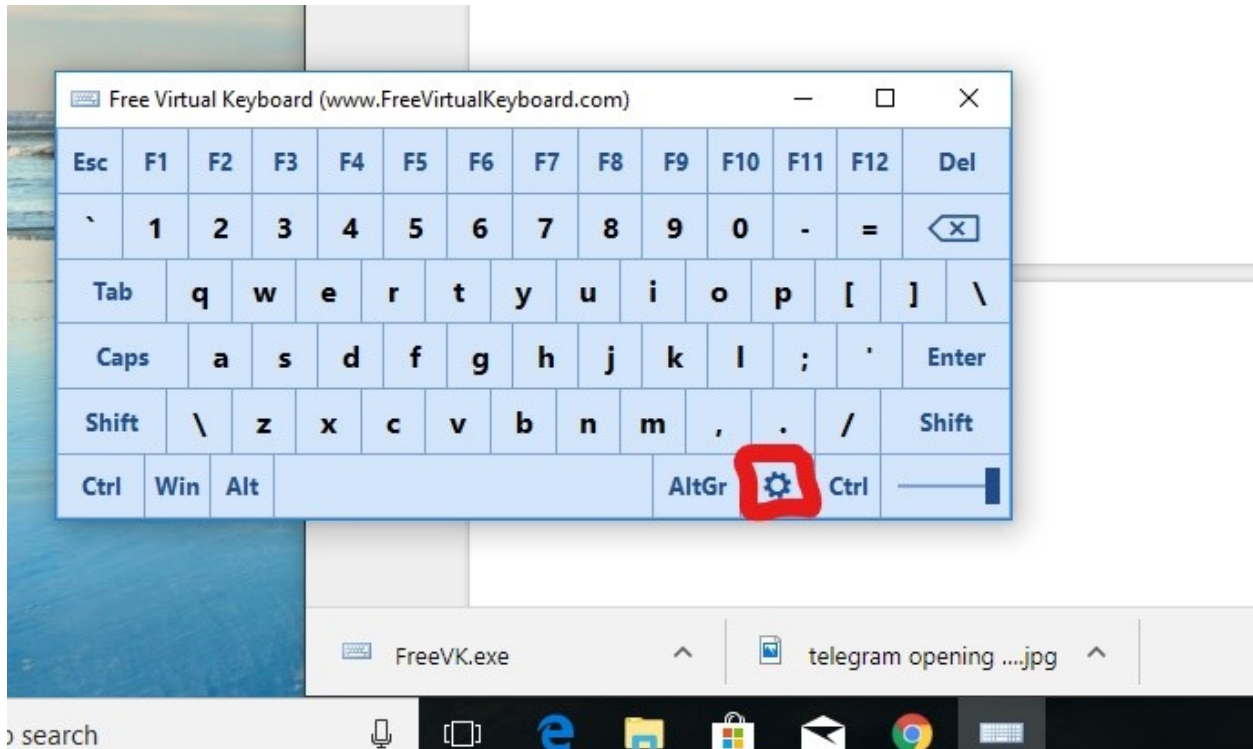 Free Virtual Keyboard (www.FreeVirtualKeyboard.com)
Esc F1 F2 F3 F4 F5 F6 F7 F8 F9 F10 F11 F12 Del
` 1 2 3 4 5 6 7 8 9 0 - =
Tab q w e r t y u i o p [ ] \
Caps a s d f g h j k l ; ' Enter
Shift \ z x c v b n m , . / Shift
Ctrl Win Alt AltGr Ctrl
FreeVK.exe telegram opening ....jpg
search